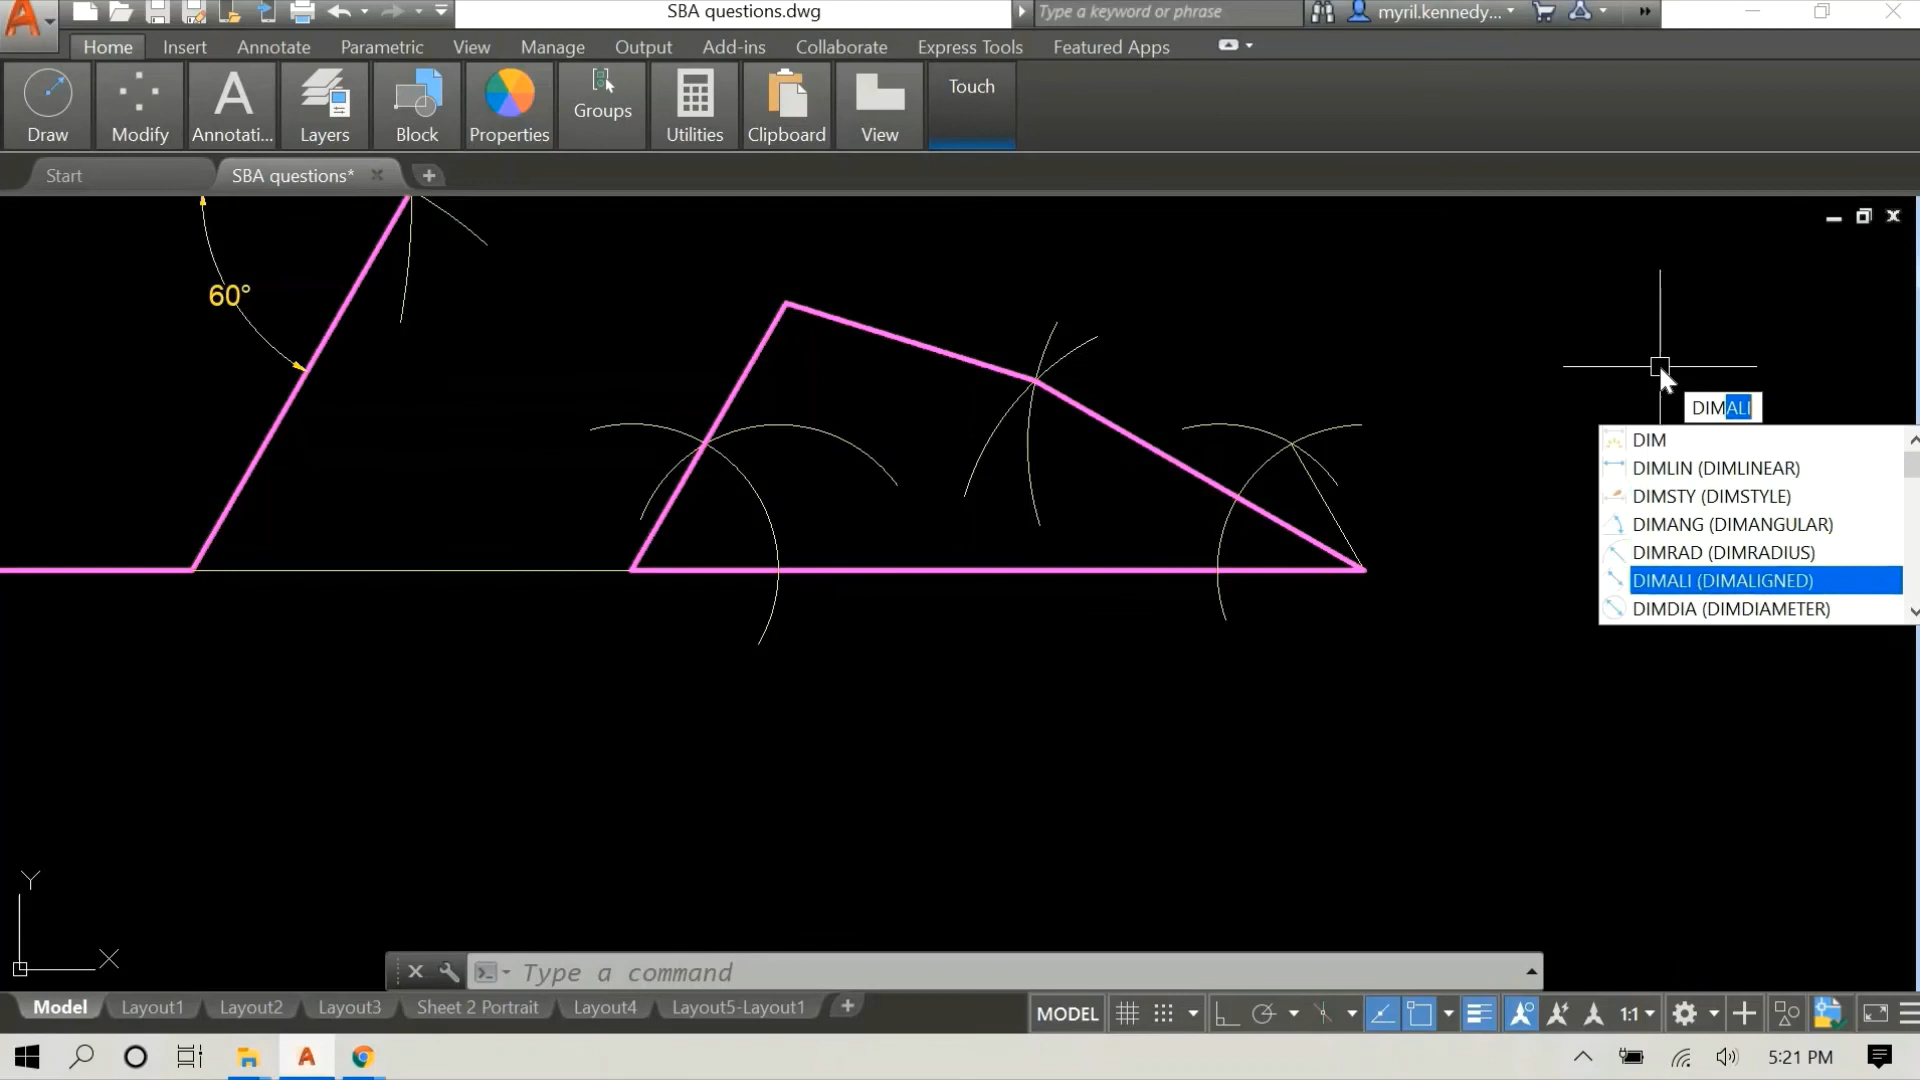 SBA questions.dwg
Type a keyword or phrase
myril.kennedy...
Home Insert Annotate Parametric View Manage Output Add-ins Collaborate Express Tools Featured Apps
Draw Modify Annotati... Layers Block Properties Groups Utilities Clipboard View Touch
Start SBA questions*
60°
DIMALI
DIM
DIMLIN (DIMLINEAR)
DIMSTY (DIMSTYLE)
DIMANG (DIMANGULAR)
DIMRAD (DIMRADIUS)
DIMALI (DIMALIGNED)
DIMDIA (DIMDIAMETER)
Y
X
Type a command
Model Layout1 Layout2 Layout3 Sheet 2 Portrait Layout4 Layout5-Layout1
MODEL 1:1
5:21 PM